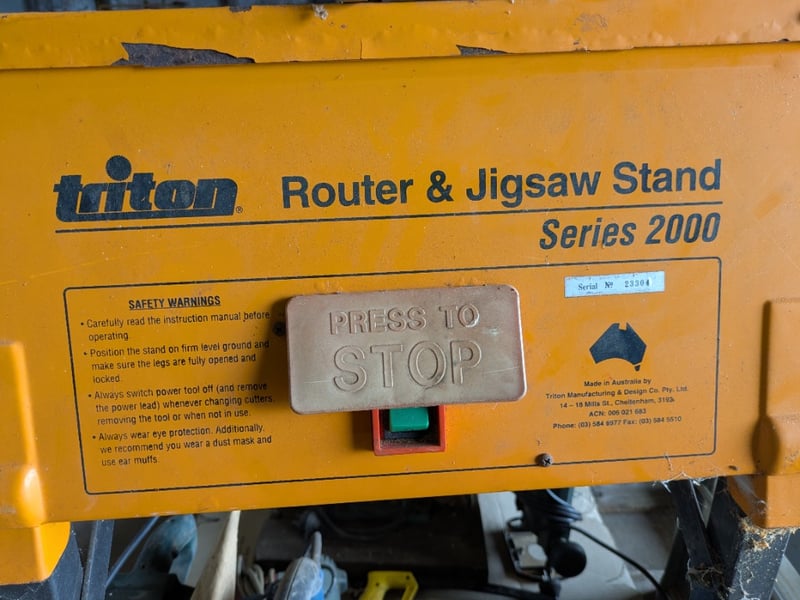 triton®
Router & Jigsaw Stand
Series 2000
Serial No 23304
SAFETY WARNINGS
• Carefully read the instruction manual before
operating.
• Position the stand on firm level ground and
make sure the legs are fully opened and
locked.
• Always switch power tool off (and remove
the power lead) whenever changing cutters,
removing the tool or when not in use.
• Always wear eye protection. Additionally,
we recommend you wear a dust mask and
use ear muffs.
PRESS TO
STOP
Made in Australia by
Triton Manufacturing & Design Co. Pty. Ltd.
14 – 18 Mills St., Cheltenham, 3192.
ACN: 006 021 683
Phone: (03) 584 6977 Fax: (03) 584 5510